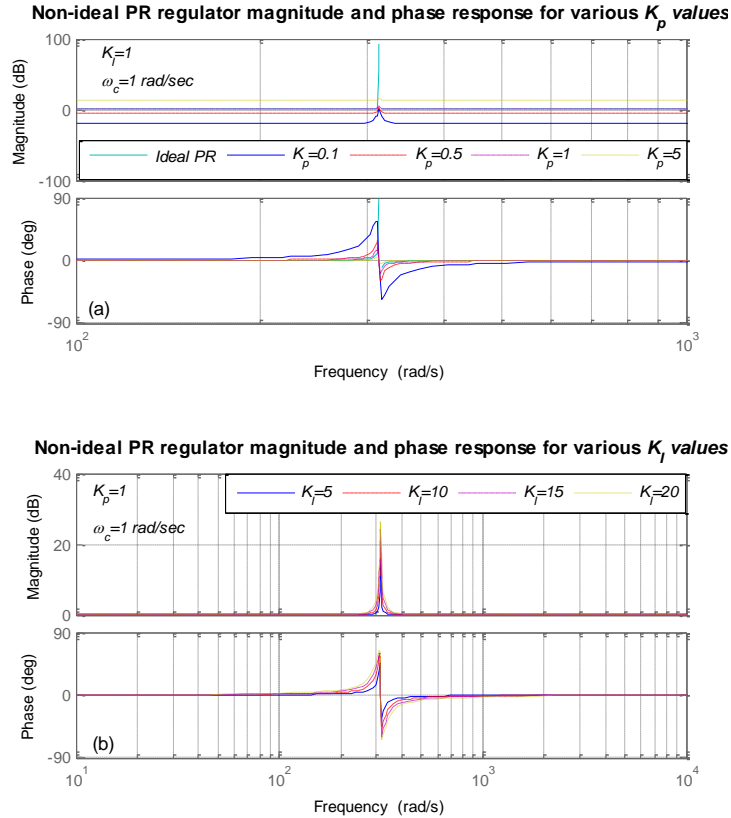 Non-ideal PR regulator magnitude and phase response for various K_p values
K_I=1
ω_c=1 rad/sec
Magnitude (dB)
100
0
-100
Ideal PR
K_p=0.1
K_p=0.5
K_p=1
K_p=5
Phase (deg)
90
0
-90
(a)
10^2
10^3
Frequency (rad/s)
Non-ideal PR regulator magnitude and phase response for various K_I values
K_p=1
ω_c=1 rad/sec
Magnitude (dB)
40
20
0
K_I=5
K_I=10
K_I=15
K_I=20
Phase (deg)
90
0
-90
(b)
10^1
10^2
10^3
10^4
Frequency (rad/s)